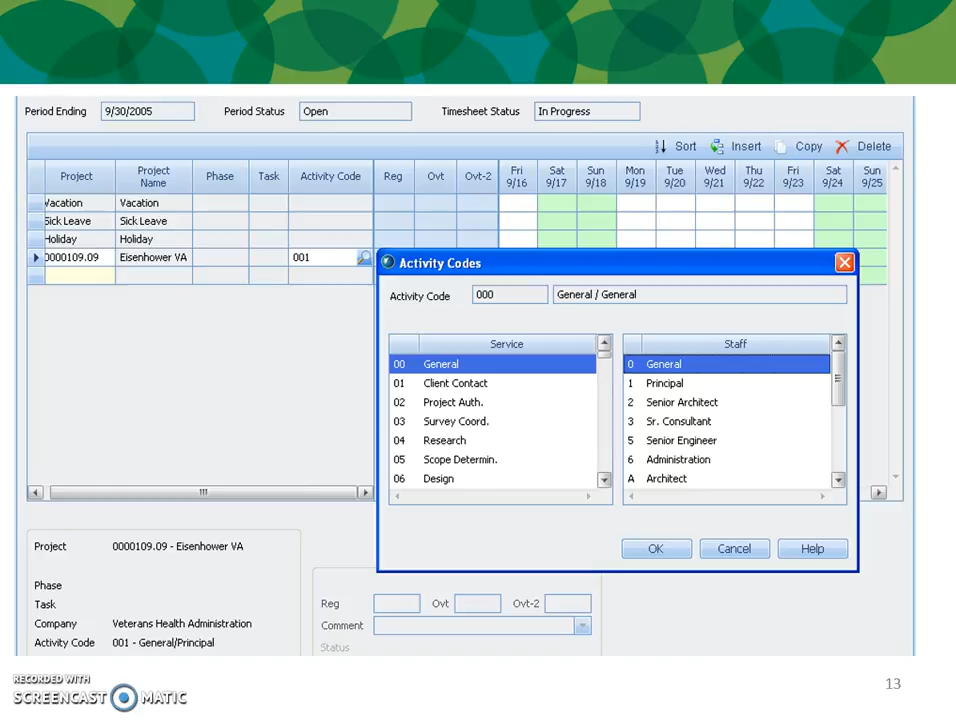 Period Ending 9/30/2005 Period Status Open Timesheet Status In Progress
Sort Insert Copy Delete
Project Project Name Phase Task Activity Code Reg Ovt Ovt-2 Fri 9/16 Sat 9/17 Sun 9/18 Mon 9/19 Tue 9/20 Wed 9/21 Thu 9/22 Fri 9/23 Sat 9/24 Sun 9/25
Vacation Vacation
Sick Leave Sick Leave
Holiday Holiday
0000109.09 Eisenhower VA 001
Activity Codes
Activity Code 000 General / General
Service Staff
00 General 0 General
01 Client Contact 1 Principal
02 Project Auth. 2 Senior Architect
03 Survey Coord. 3 Sr. Consultant
04 Research 5 Senior Engineer
05 Scope Determin. 6 Administration
06 Design A Architect
OK Cancel Help
Project 0000109.09 - Eisenhower VA
Phase
Task
Company Veterans Health Administration
Activity Code 001 - General/Principal
Reg Ovt Ovt-2
Comment
Status
RECORDED WITH
SCREENCAST MATIC
13